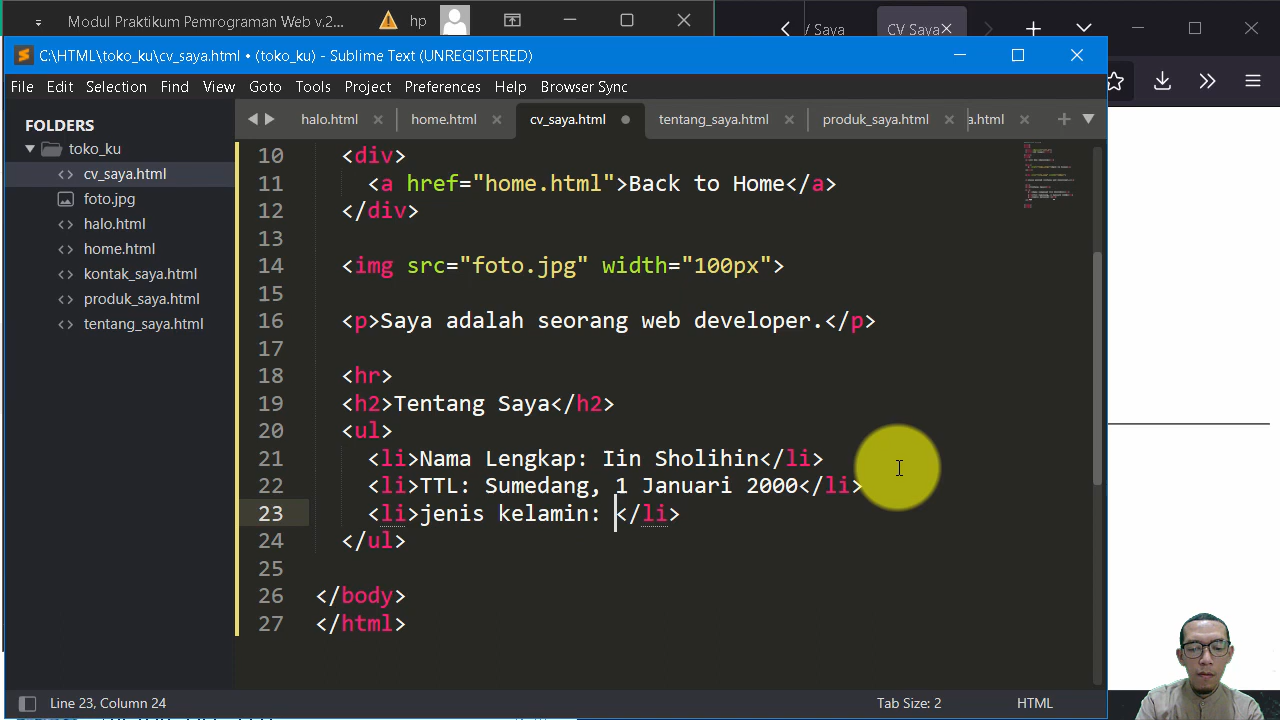 Modul Praktikum Pemrograman Web v.2...
hp
CV Saya
C:\HTML\toko_ku\cv_saya.html • (toko_ku) - Sublime Text (UNREGISTERED)
File Edit Selection Find View Goto Tools Project Preferences Help Browser Sync
FOLDERS
toko_ku
cv_saya.html
foto.jpg
halo.html
home.html
kontak_saya.html
produk_saya.html
tentang_saya.html
halo.html home.html cv_saya.html tentang_saya.html produk_saya.html a.html
10 <div>
11 <a href="home.html">Back to Home</a>
12 </div>
13
14 <img src="foto.jpg" width="100px">
15
16 <p>Saya adalah seorang web developer.</p>
17
18 <hr>
19 <h2>Tentang Saya</h2>
20 <ul>
21 <li>Nama Lengkap: Iin Sholihin</li>
22 <li>TTL: Sumedang, 1 Januari 2000</li>
23 <li>jenis kelamin: </li>
24 </ul>
25
26 </body>
27 </html>
Line 23, Column 24 Tab Size: 2 HTML